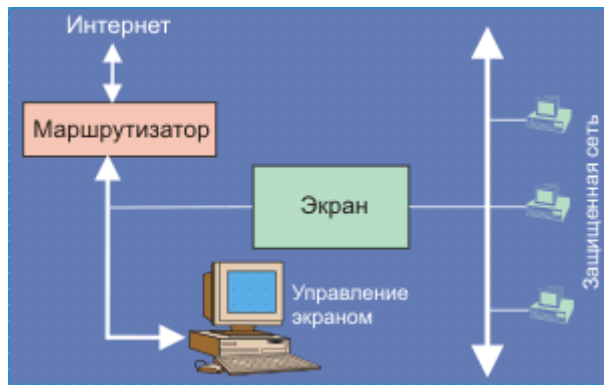 Интернет
Маршрутизатор
Экран
Управление
экраном
Защищенная сеть